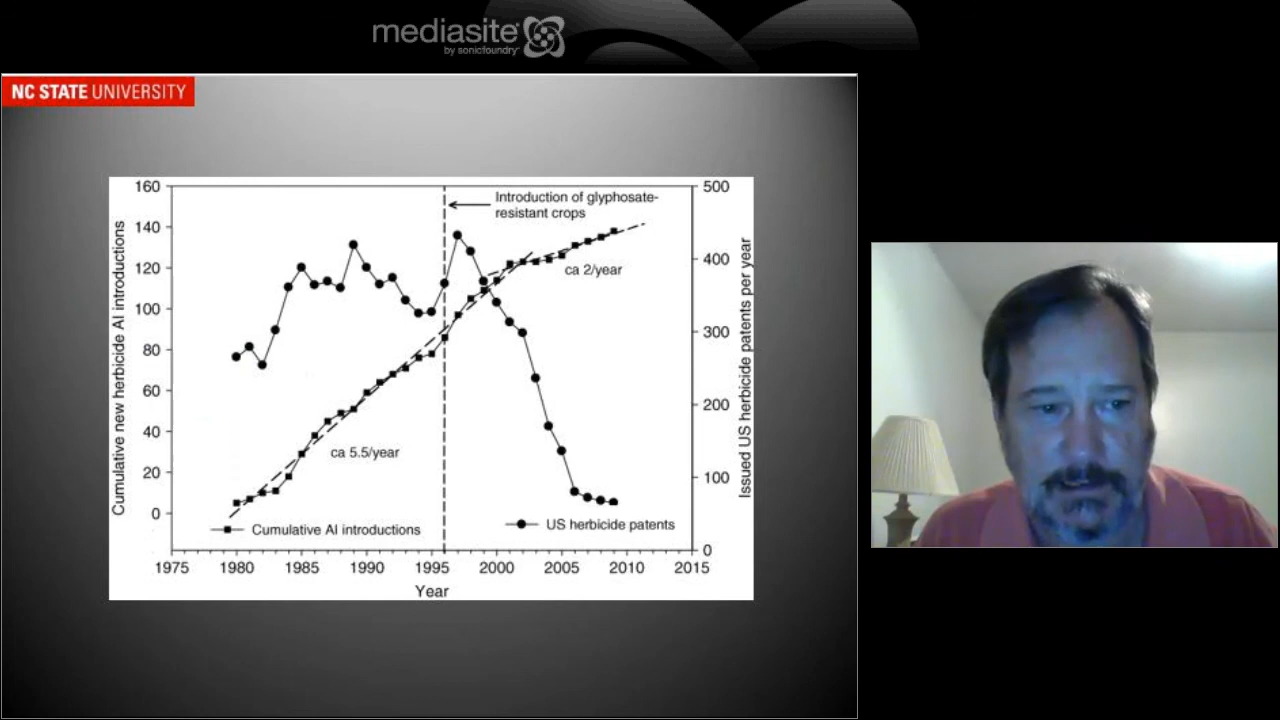 mediasite
by sonicfoundry
NC STATE UNIVERSITY
160
140
120
100
80
60
40
20
0
Cumulative new herbicide AI introductions
500
400
300
200
100
0
Issued US herbicide patents per year
Introduction of glyphosate-
resistant crops
ca 2/year
ca 5.5/year
Cumulative AI introductions
US herbicide patents
1975 1980 1985 1990 1995 2000 2005 2010 2015
Year